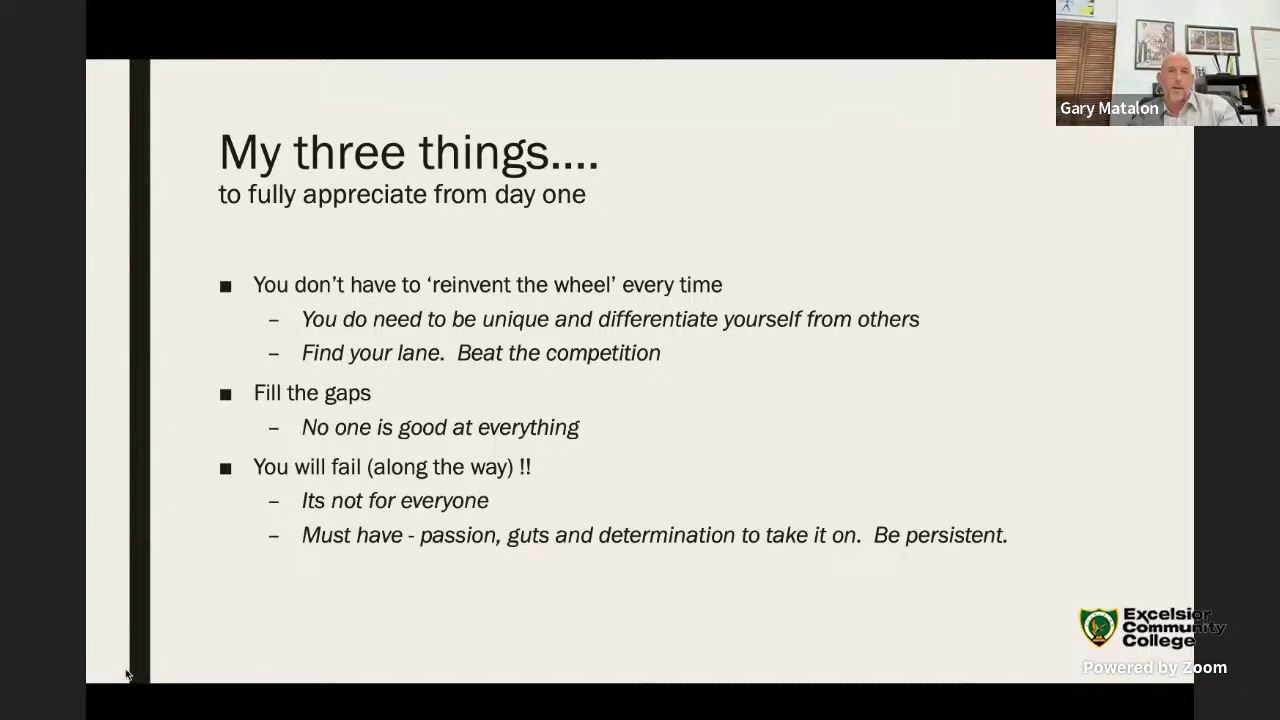 My three things....
to fully appreciate from day one
■ You don't have to ‘reinvent the wheel’ every time
– You do need to be unique and differentiate yourself from others
– Find your lane.  Beat the competition
■ Fill the gaps
– No one is good at everything
■ You will fail (along the way) !!
– Its not for everyone
– Must have - passion, guts and determination to take it on.  Be persistent.
Gary Matalon
Excelsior
Community
College
Powered by Zoom